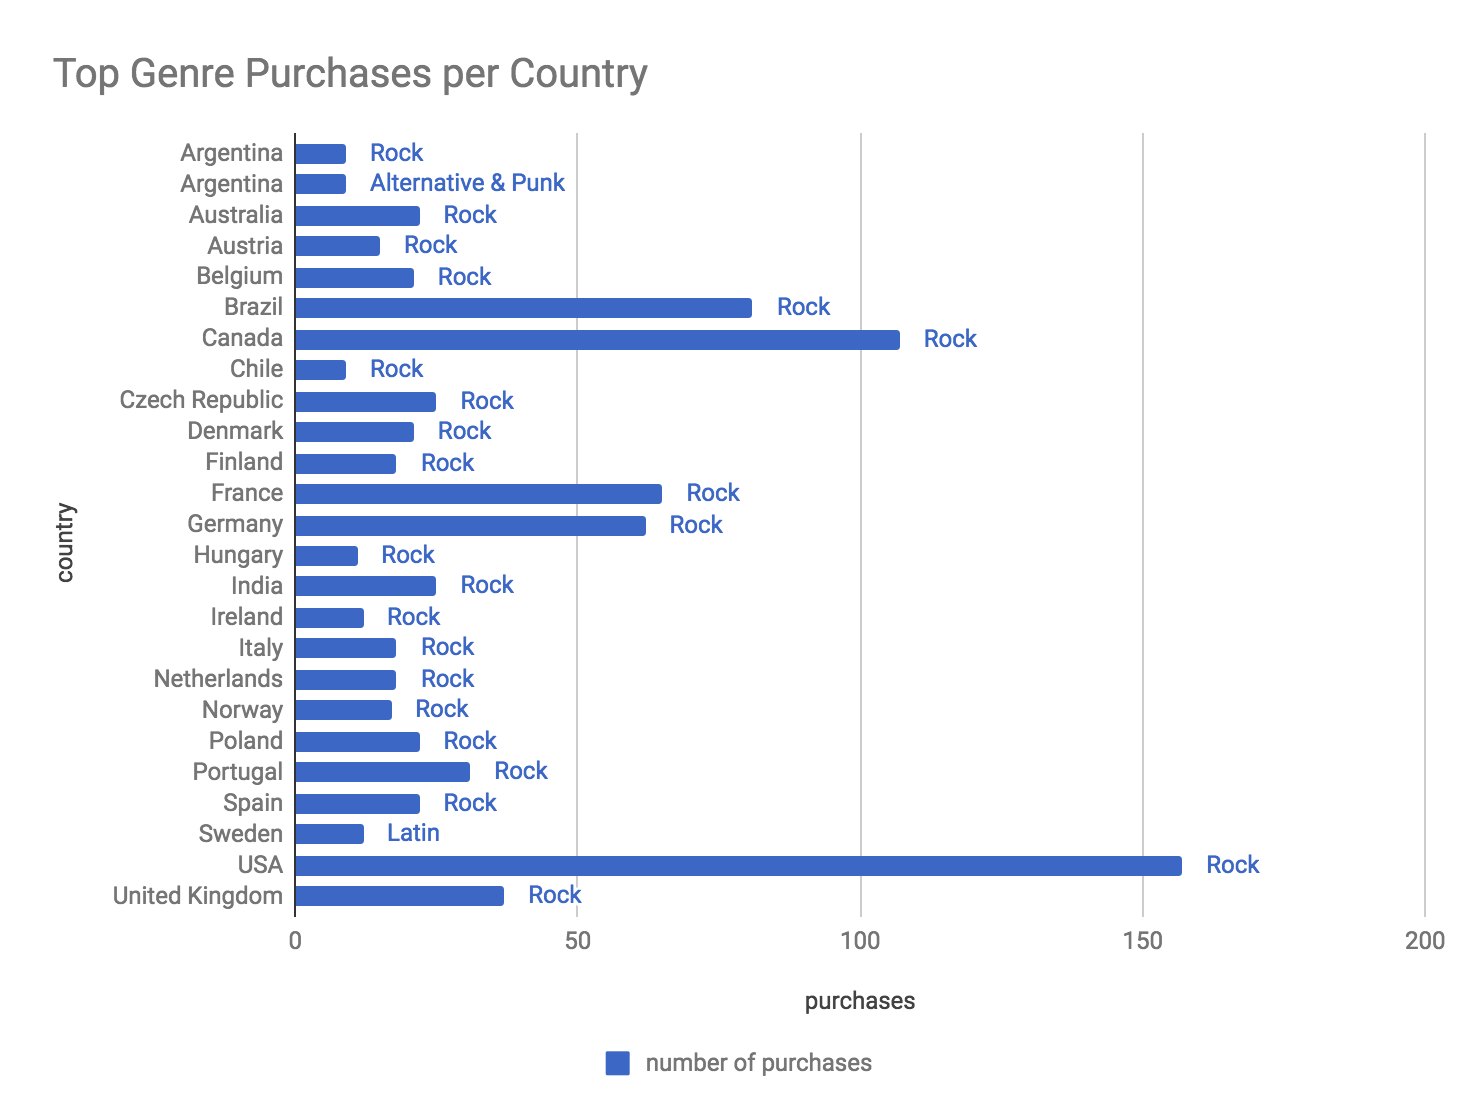 Top Genre Purchases per Country
Argentina Rock
Argentina Alternative & Punk
Australia Rock
Austria Rock
Belgium Rock
Brazil Rock
Canada Rock
Chile Rock
Czech Republic Rock
Denmark Rock
Finland Rock
France Rock
Germany Rock
Hungary Rock
India Rock
Ireland Rock
Italy Rock
Netherlands Rock
Norway Rock
Poland Rock
Portugal Rock
Spain Rock
Sweden Latin
USA Rock
United Kingdom Rock
country
0 50 100 150 200
purchases
number of purchases